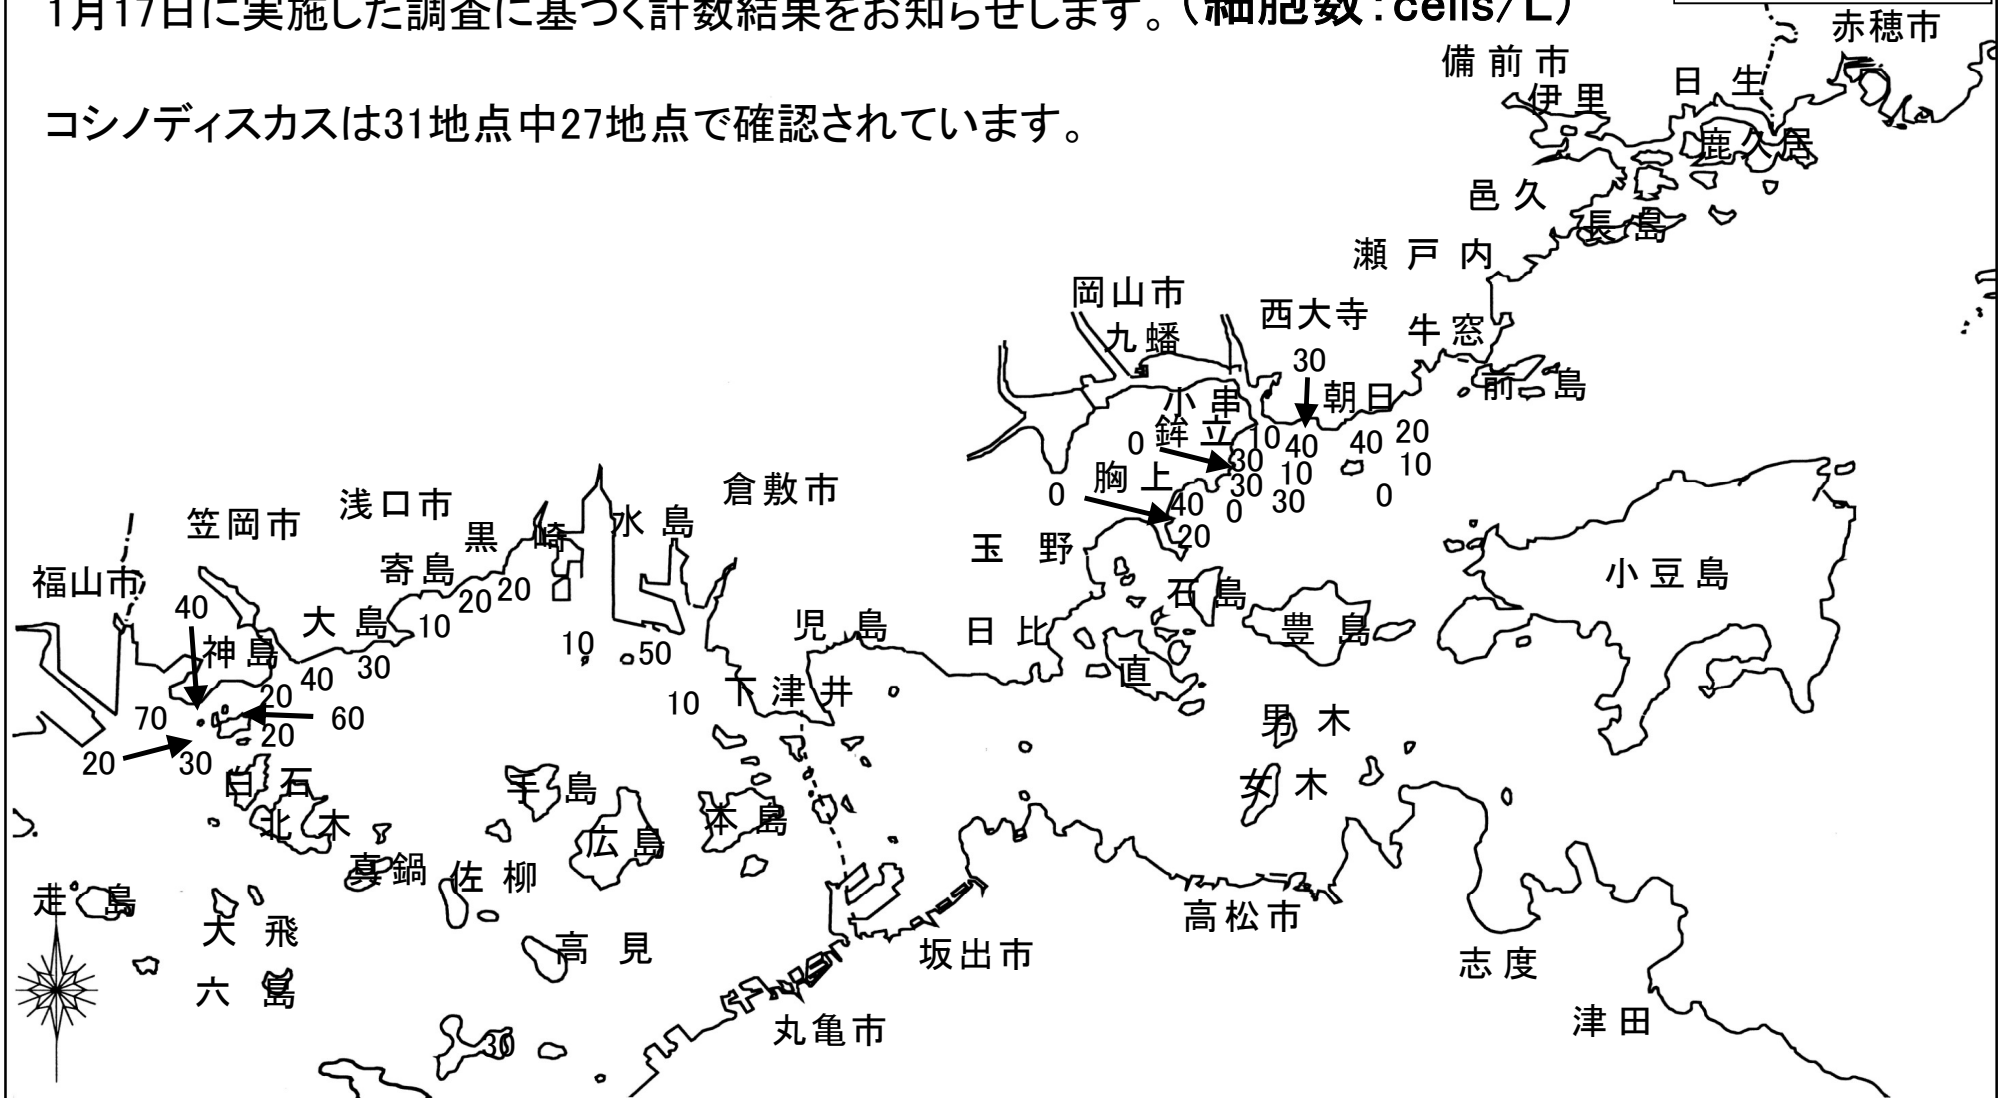 1月17日に実施した調査に基づく計数結果をお知らせします。(細胞数:cells/L)
コシノディスカスは31地点中27地点で確認されています。
赤穂市
備前市
日生
伊里
鹿久居
邑久
長島
瀬戸内
岡山市
西大寺
九蟠
牛窓
30
前島
小串
朝日
0
鉾立
10
40
40
20
30
10
10
胸上
0
30
30
0
40
0
20
倉敷市
浅口市
笠岡市
水島
黒崎
玉野
寄島
福山市
小豆島
石島
20
20
40
大島
10
児島
日比
豊島
神島
10
50
直
30
40
20
下津井
10
70
60
男木
20
20
30
白石
手島
女木
北木
本島
広島
真鍋
佐柳
走島
高松市
大飛
高見
坂出市
志度
六島
津田
丸亀市
30